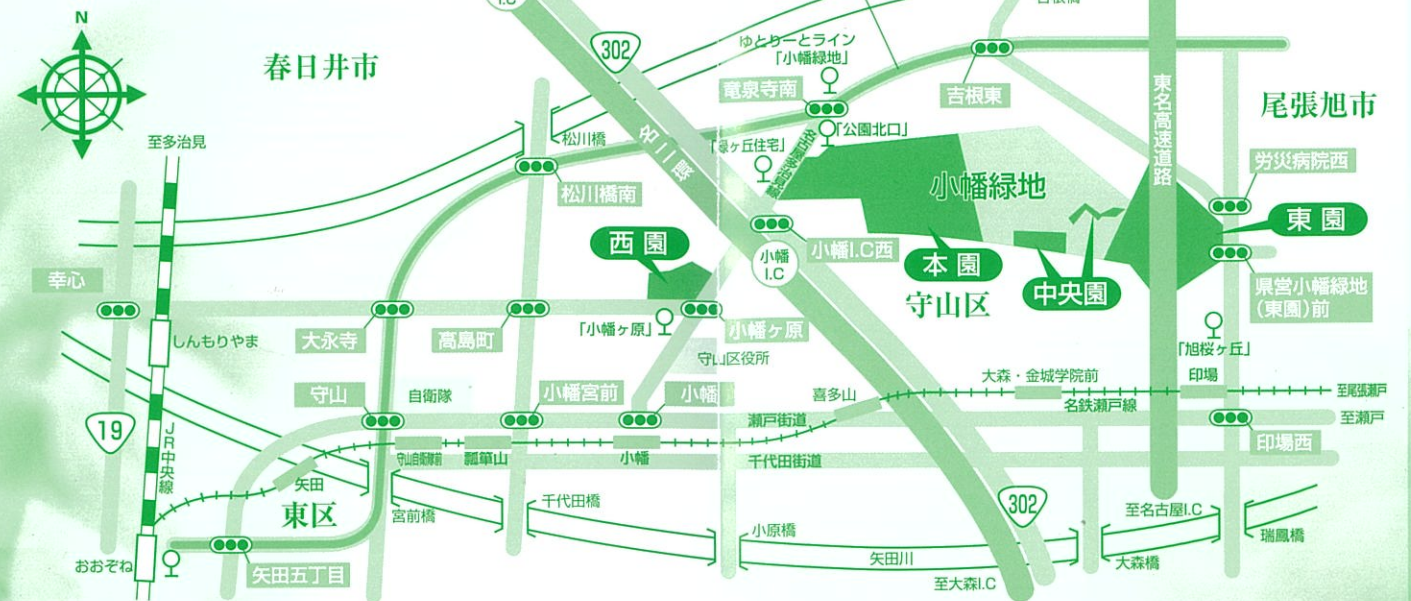 I.C
N
302
春日井市
ゆとりーとライン
「小幡緑地」
竜泉寺南
吉根東
東名高速道路
尾張旭市
至多治見
松川橋
名二環
「緑ヶ丘住宅」
「公園北口」
名古屋多治見線
労災病院西
松川橋南
小幡緑地
東園
西園
小幡I.C西
小幡
I.C
本園
守山区
中央園
県営小幡緑地
(東園)前
幸心
しんもりやま
大永寺
高島町
「小幡ヶ原」
小幡ヶ原
守山区役所
「旭桜ヶ丘」
守山
自衛隊
小幡宮前
小幡
喜多山
大森・金城学院前
印場
名鉄瀬戸線
至尾張瀬戸
至瀬戸
19
JR中央線
瀬戸街道
印場西
守山自衛隊前
瓢箪山
小幡
千代田街道
矢田
東区
宮前橋
千代田橋
小原橋
302
至名古屋I.C
瑞鳳橋
おおぞね
矢田五丁目
矢田川
至大森I.C
大森橋